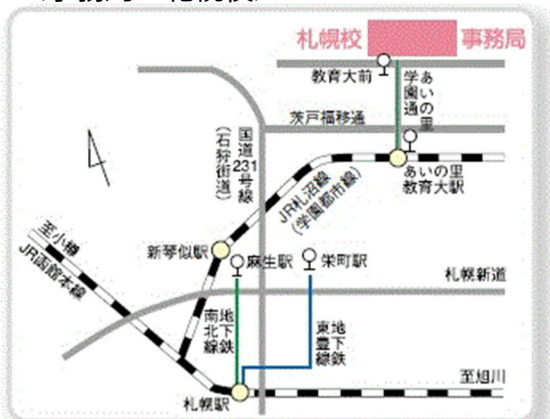 札幌校 事務局
教育大前
あいの里
学園通
茨戸福移通
国道231号線
(石狩街道)
JR札沼線
(学園都市線)
あいの里
教育大駅
至小樽
JR函館本線
新琴似駅
麻生駅
栄町駅
札幌新道
地下鉄
南北線
地下鉄
東豊線
至旭川
札幌駅